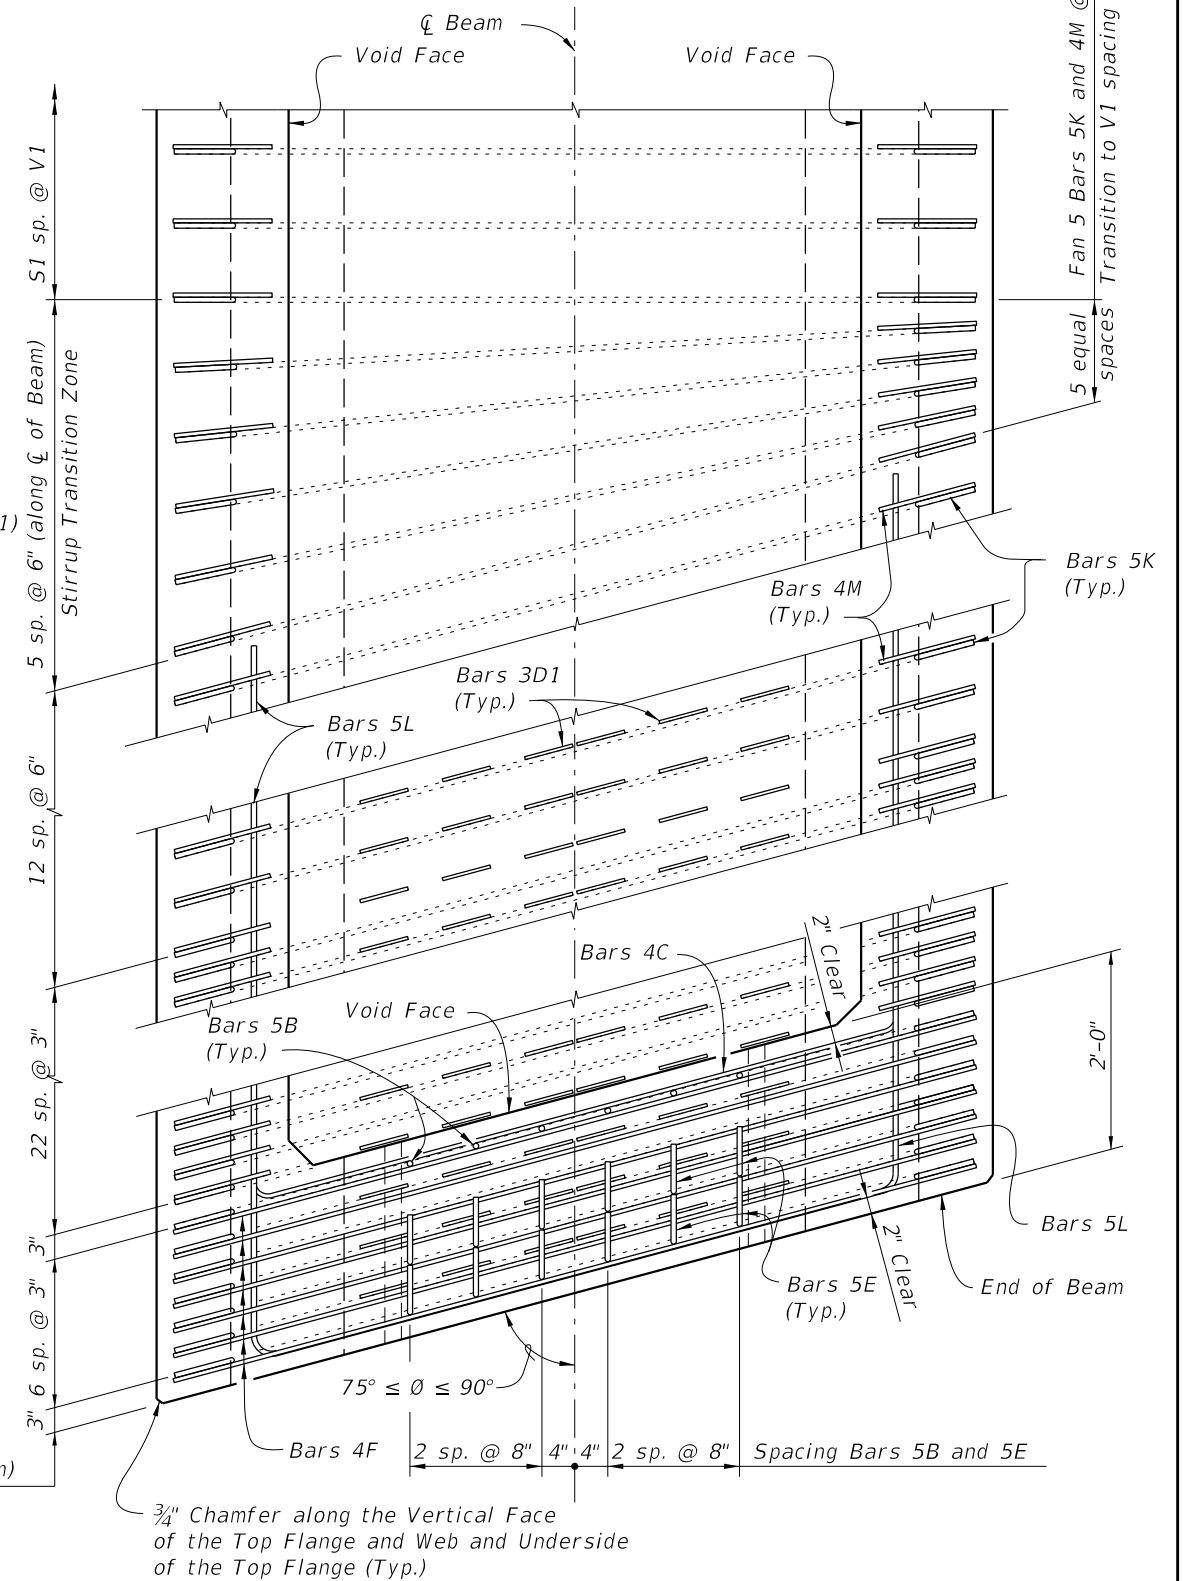 ℄ Beam
Void Face
Void Face
S1 sp. @ V1
Fan 5 Bars 5K and 4M @
Transition to V1 spacing
5 equal
spaces
5 sp. @ 6" (along ℄ of Beam)
Stirrup Transition Zone
1)
Bars 4M
(Typ.)
Bars 5K
(Typ.)
Bars 3D1
(Typ.)
Bars 5L
(Typ.)
12 sp. @ 6"
Bars 4C
2" Clear
Void Face
Bars 5B
(Typ.)
22 sp. @ 3"
2'-0"
3"
6 sp. @ 3"
3"
Bars 5L
2" Clear
Bars 5E
(Typ.)
End of Beam
75° ≤ Ø ≤ 90°
Bars 4F
2 sp. @ 8"
4"
4"
2 sp. @ 8"
Spacing Bars 5B and 5E
¾" Chamfer along the Vertical Face
of the Top Flange and Web and Underside
of the Top Flange (Typ.)